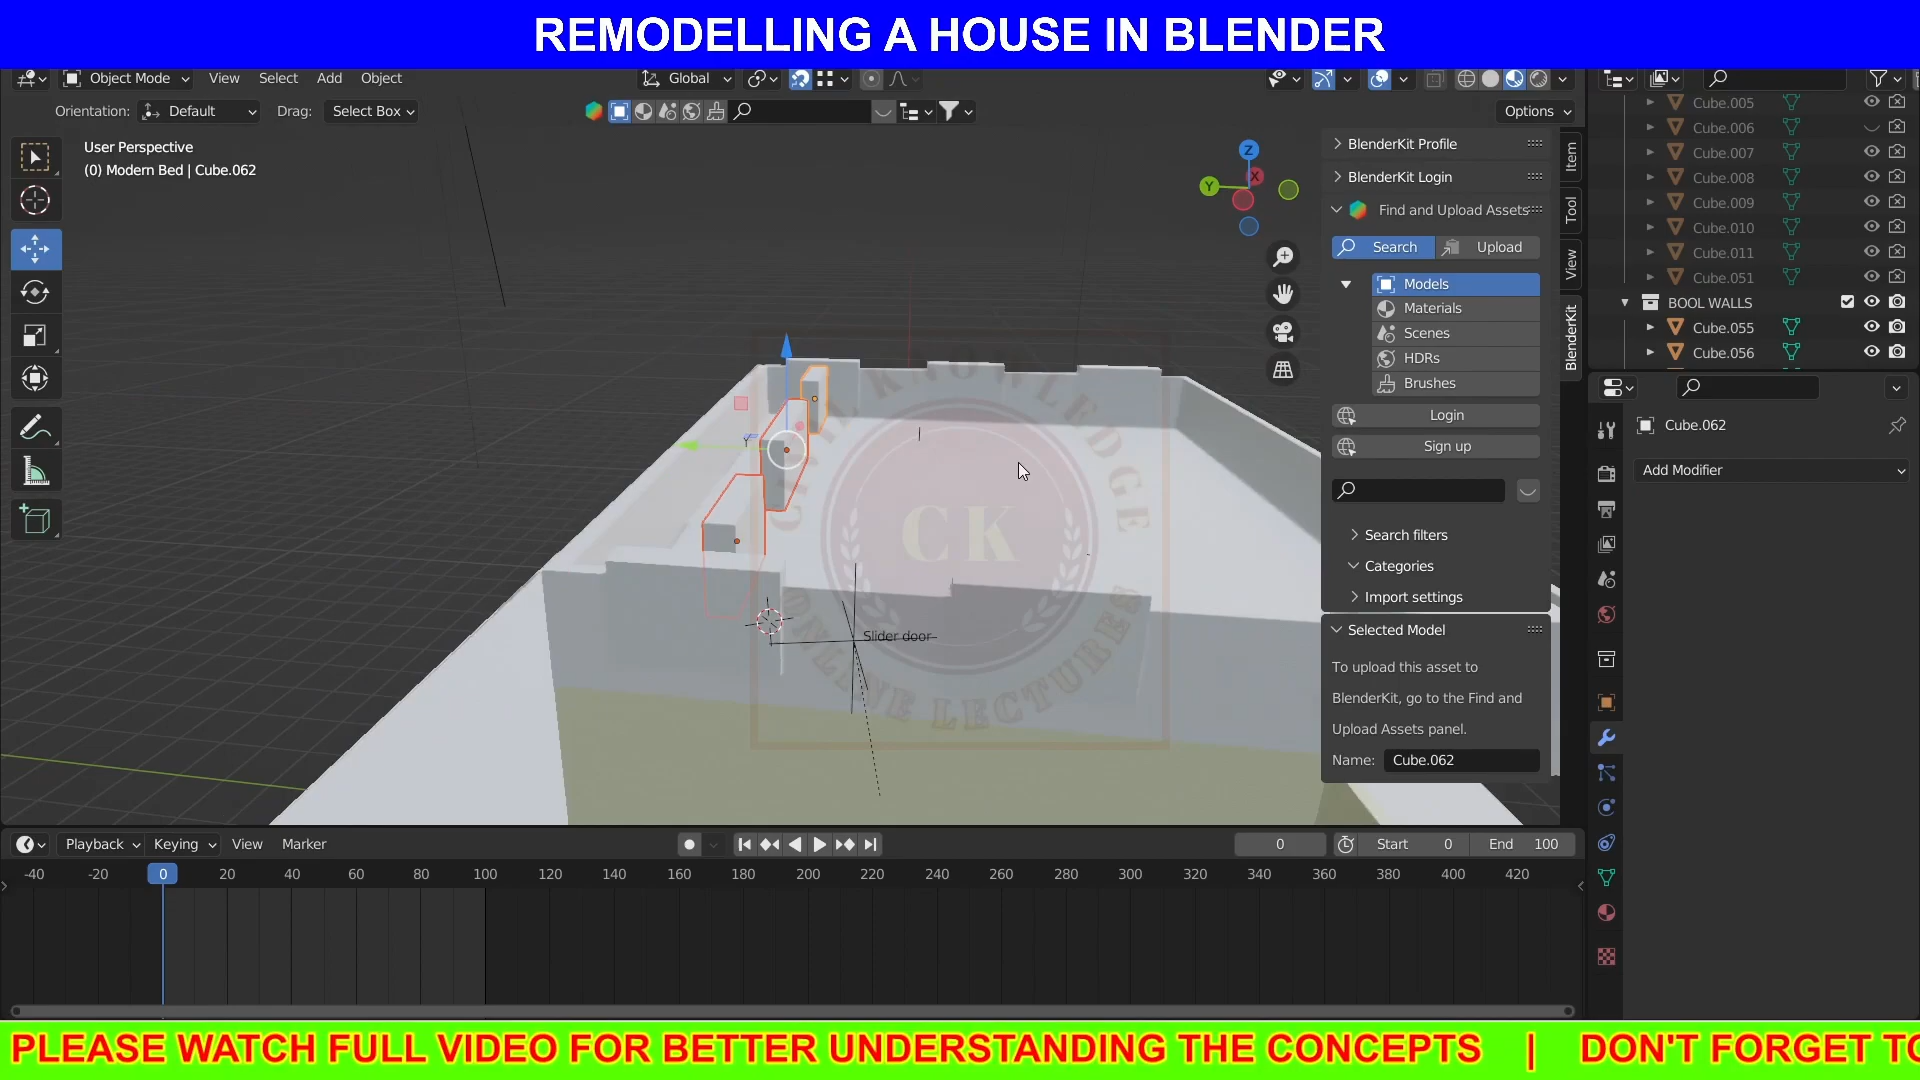 REMODELLING A HOUSE IN BLENDER
Object Mode View Select Add Object Global
Orientation: Default Drag: Select Box Options
User Perspective
(0) Modern Bed | Cube.062
Z
X
Y
Slider door
CK KNOWLEDGE
CK
ONLINE LECTURES
BlenderKit Profile
BlenderKit Login
Find and Upload Assets
Search Upload
Models
Materials
Scenes
HDRs
Brushes
Login
Sign up
Search filters
Categories
Import settings
Selected Model
To upload this asset to
BlenderKit, go to the Find and
Upload Assets panel.
Name: Cube.062
Item
Tool
View
BlenderKit
Cube.005
Cube.006
Cube.007
Cube.008
Cube.009
Cube.010
Cube.011
Cube.051
BOOL WALLS
Cube.055
Cube.056
Cube.062
Add Modifier
Playback Keying View Marker 0 Start 0 End 100
-40 -20 0 20 40 60 80 100 120 140 160 180 200 220 240 260 280 300 320 340 360 380 400 420
PLEASE WATCH FULL VIDEO FOR BETTER UNDERSTANDING THE CONCEPTS | DON'T FORGET TO